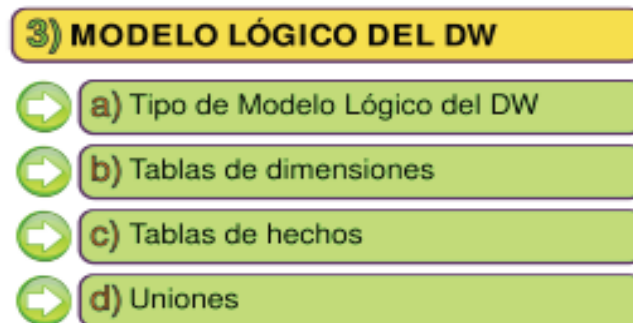 3) MODELO LÓGICO DEL DW
a) Tipo de Modelo Lógico del DW
b) Tablas de dimensiones
c) Tablas de hechos
d) Uniones